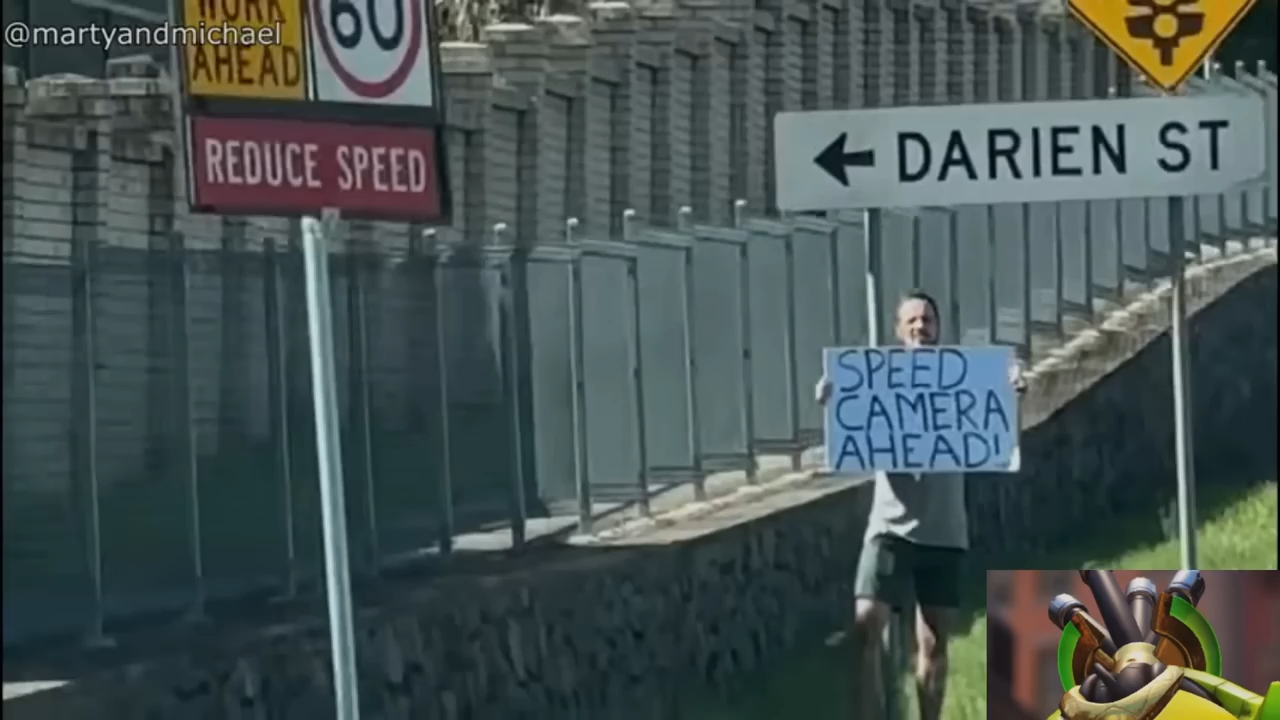 @martyandmichael
WORK
AHEAD
60
REDUCE SPEED
DARIEN ST
SPEED
CAMERA
AHEAD!